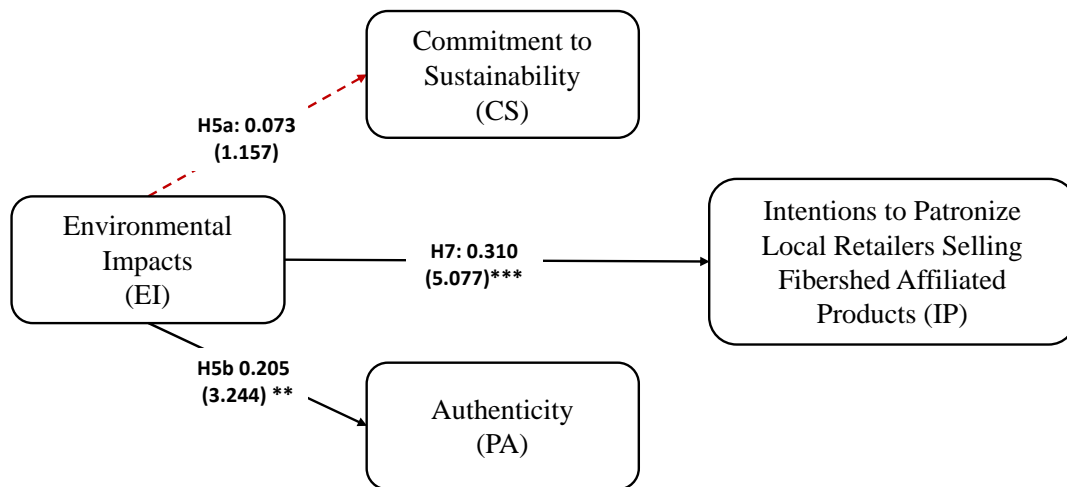 Commitment to
Sustainability
(CS)
H5a: 0.073
(1.157)
Environmental
Impacts
(EI)
H7: 0.310
(5.077)***
Intentions to Patronize
Local Retailers Selling
Fibershed Affiliated
Products (IP)
H5b 0.205
(3.244) **
Authenticity
(PA)